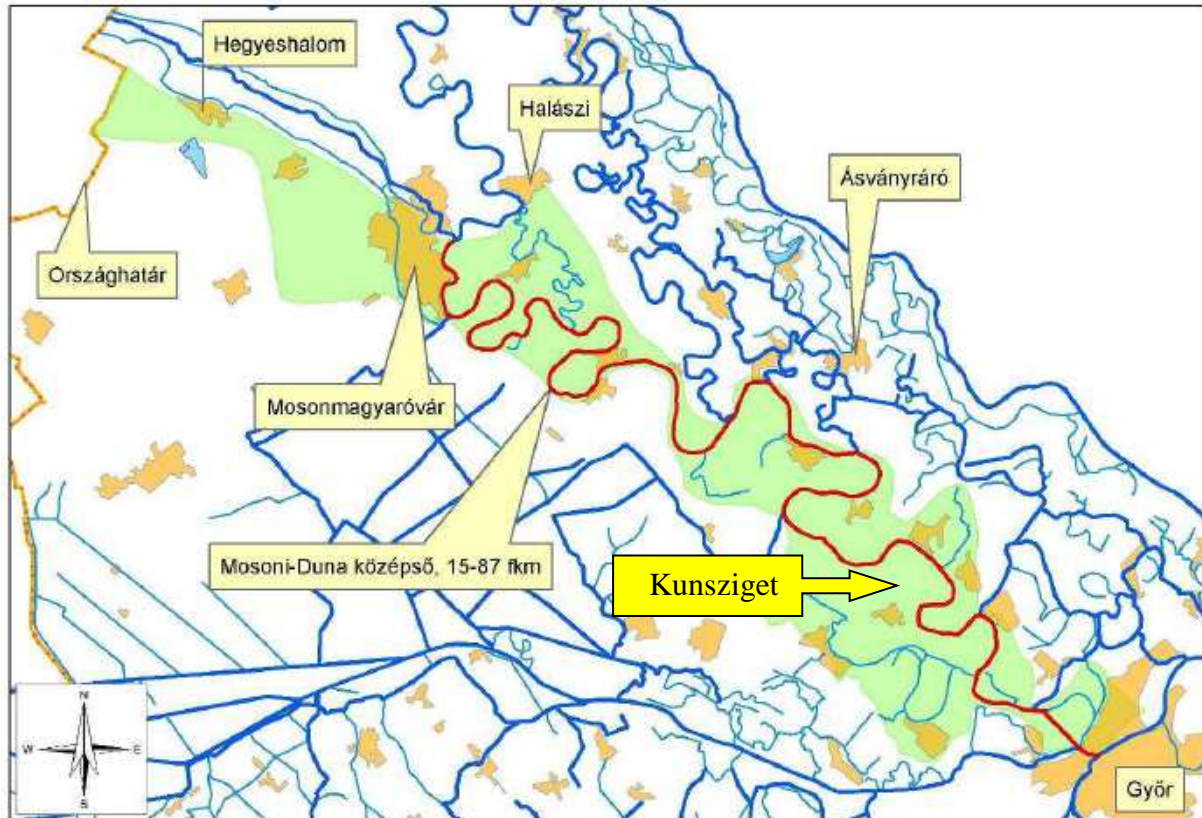 Hegyeshalom
Halászi
Ásványráró
Országhatár
Mosonmagyaróvár
Mosoni-Duna középső, 15-87 fkm
Kunsziget
Győr
N
W
E
S